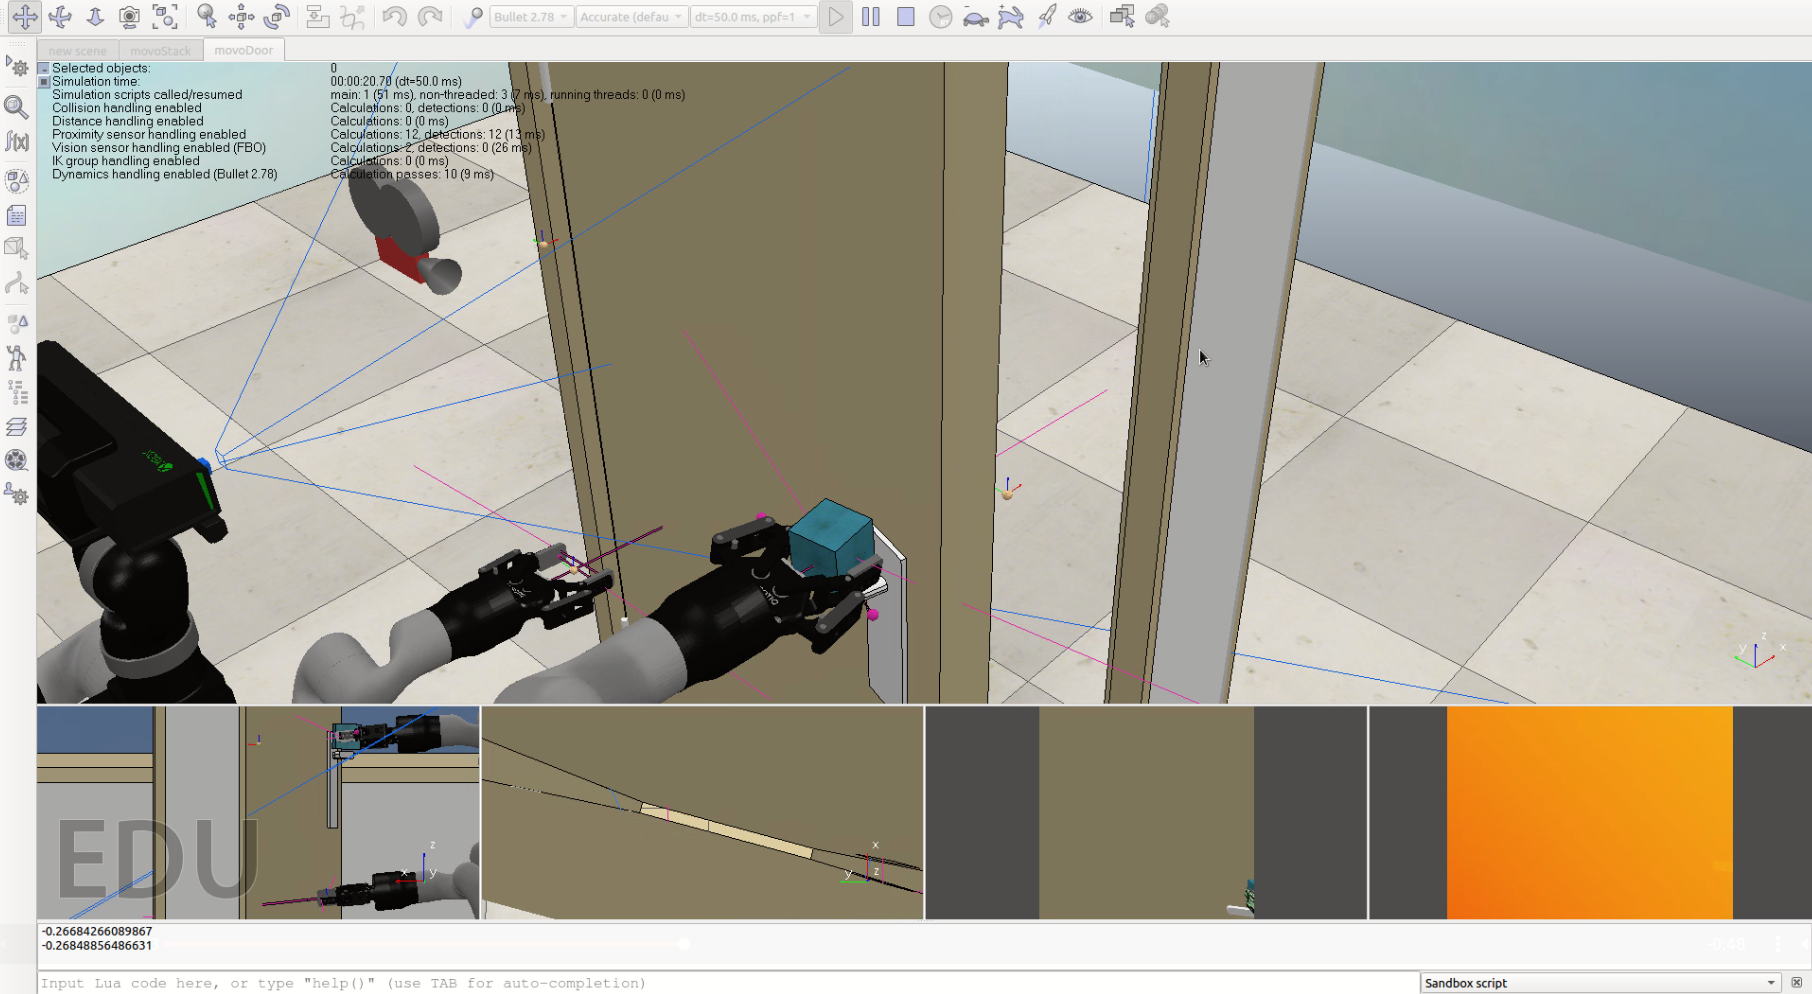 Bullet 2.78
Accurate (defau
dt=50.0 ms, ppf=1
new scene
movoStack
movoDoor
Selected objects: 0
Simulation time: 00:00:20.70 (dt=50.0 ms)
Simulation scripts called/resumed main: 1 (51 ms), non-threaded: 3 (7 ms), running threads: 0 (0 ms)
Collision handling enabled Calculations: 0, detections: 0 (0 ms)
Distance handling enabled Calculations: 0 (0 ms)
Proximity sensor handling enabled Calculations: 12, detections: 12 (13 ms)
Vision sensor handling enabled (FBO) Calculations: 2, detections: 0 (26 ms)
IK group handling enabled Calculations: 0 (0 ms)
Dynamics handling enabled (Bullet 2.78) Calculation passes: 10 (9 ms)
f(x)
z
y x
EDU
z
x
y
x
y z
-0.26684266089867
-0.26848856486631
-0:48
Input Lua code here, or type "help()" (use TAB for auto-completion)
Sandbox script